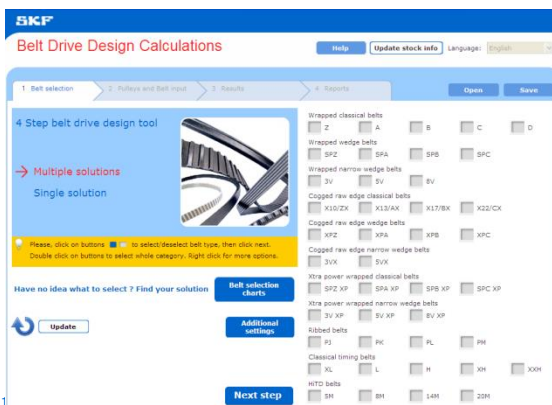 SKF
Belt Drive Design Calculations
Help Update stock info Language: English
1 Belt selection 2 Pulleys and Belt input 3 Results 4 Reports Open Save
4 Step belt drive design tool
Multiple solutions
Single solution
Please, click on buttons to select/deselect belt type, then click next.
Double click on buttons to select whole category. Right click for more options.
Have no idea what to select ? Find your solution
Belt selection charts
Update
Additional settings
Next step
Wrapped classical belts
Z A B C D
Wrapped wedge belts
SPZ SPA SPB SPC
Wrapped narrow wedge belts
3V 5V 8V
Cogged raw edge classical belts
X10/ZX X13/AX X17/BX X22/CX
Cogged raw edge wedge belts
XPZ XPA XPB XPC
Cogged raw edge narrow wedge belts
3VX 5VX
Xtra power wrapped classical belts
SPZ XP SPA XP SPB XP SPC XP
Xtra power wrapped narrow wedge belts
3V XP 5V XP 8V XP
Ribbed belts
PJ PK PL PM
Classical timing belts
XL L H XH XXH
HiTD belts
5M 8M 14M 20M
1